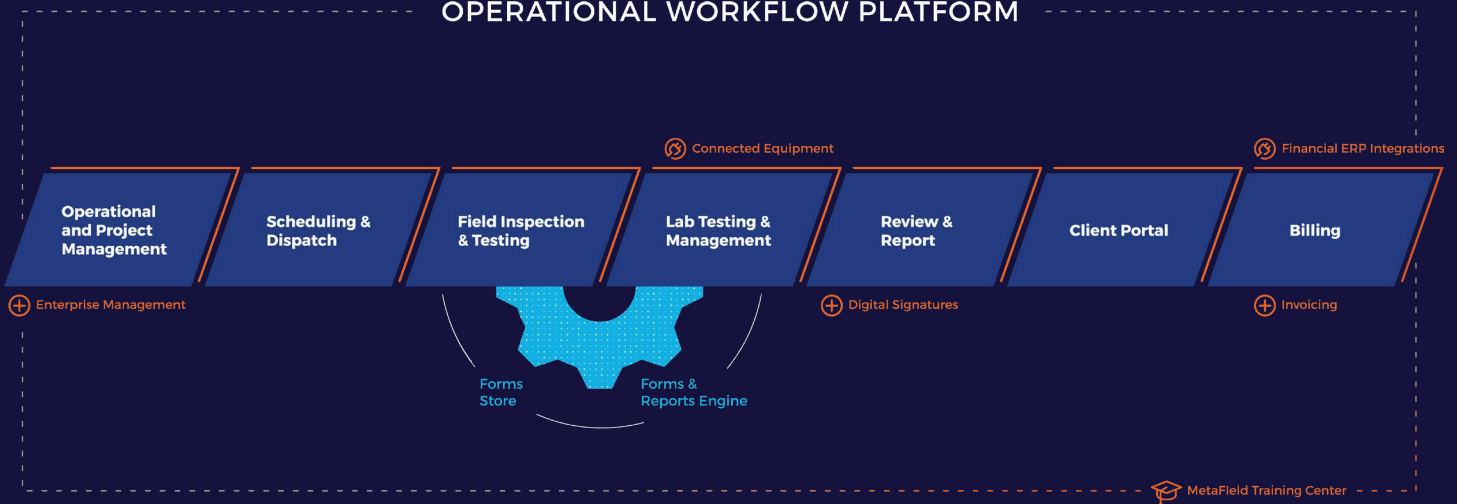 OPERATIONAL WORKFLOW PLATFORM
Connected Equipment
Financial ERP Integrations
Operational
and Project
Management
Scheduling &
Dispatch
Field Inspection
& Testing
Lab Testing &
Management
Review &
Report
Client Portal
Billing
Enterprise Management
Digital Signatures
Invoicing
Forms
Store
Forms &
Reports Engine
MetaField Training Center